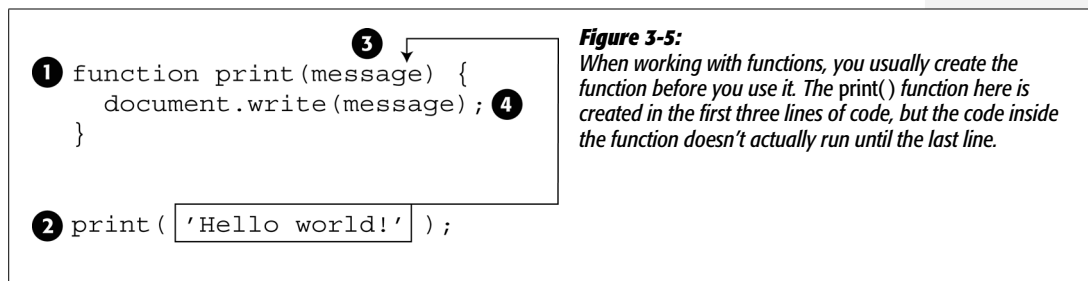 3
1 function print(message) {
document.write(message); 4
}
2 print( 'Hello world!' );
Figure 3-5:
When working with functions, you usually create the
function before you use it. The print() function here is
created in the first three lines of code, but the code inside
the function doesn't actually run until the last line.